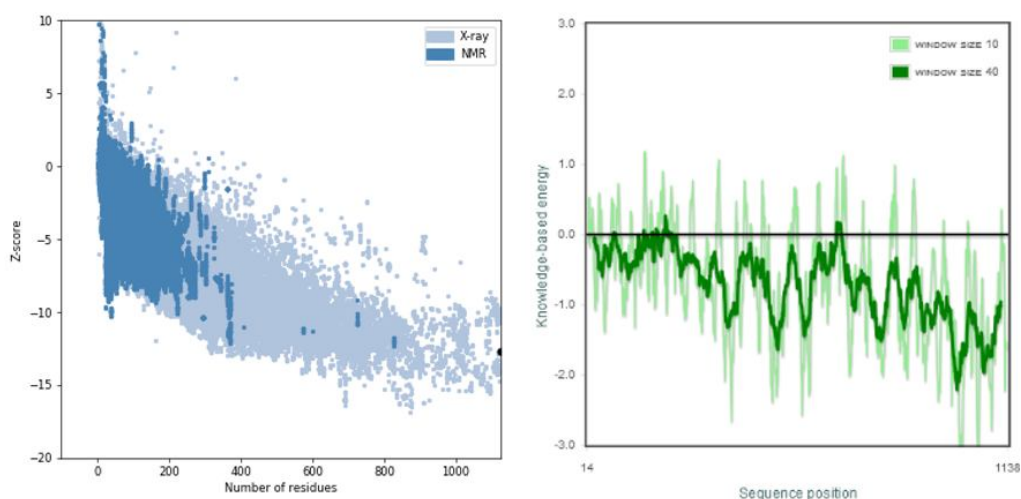 10
5
0
−5
−10
−15
−20
Z-score
0
200
400
600
800
1000
Number of residues
X-ray
NMR
3.0
2.0
1.0
0.0
-1.0
-2.0
-3.0
Knowledge-based energy
WINDOW SIZE 10
WINDOW SIZE 40
14
1138
Sequence position